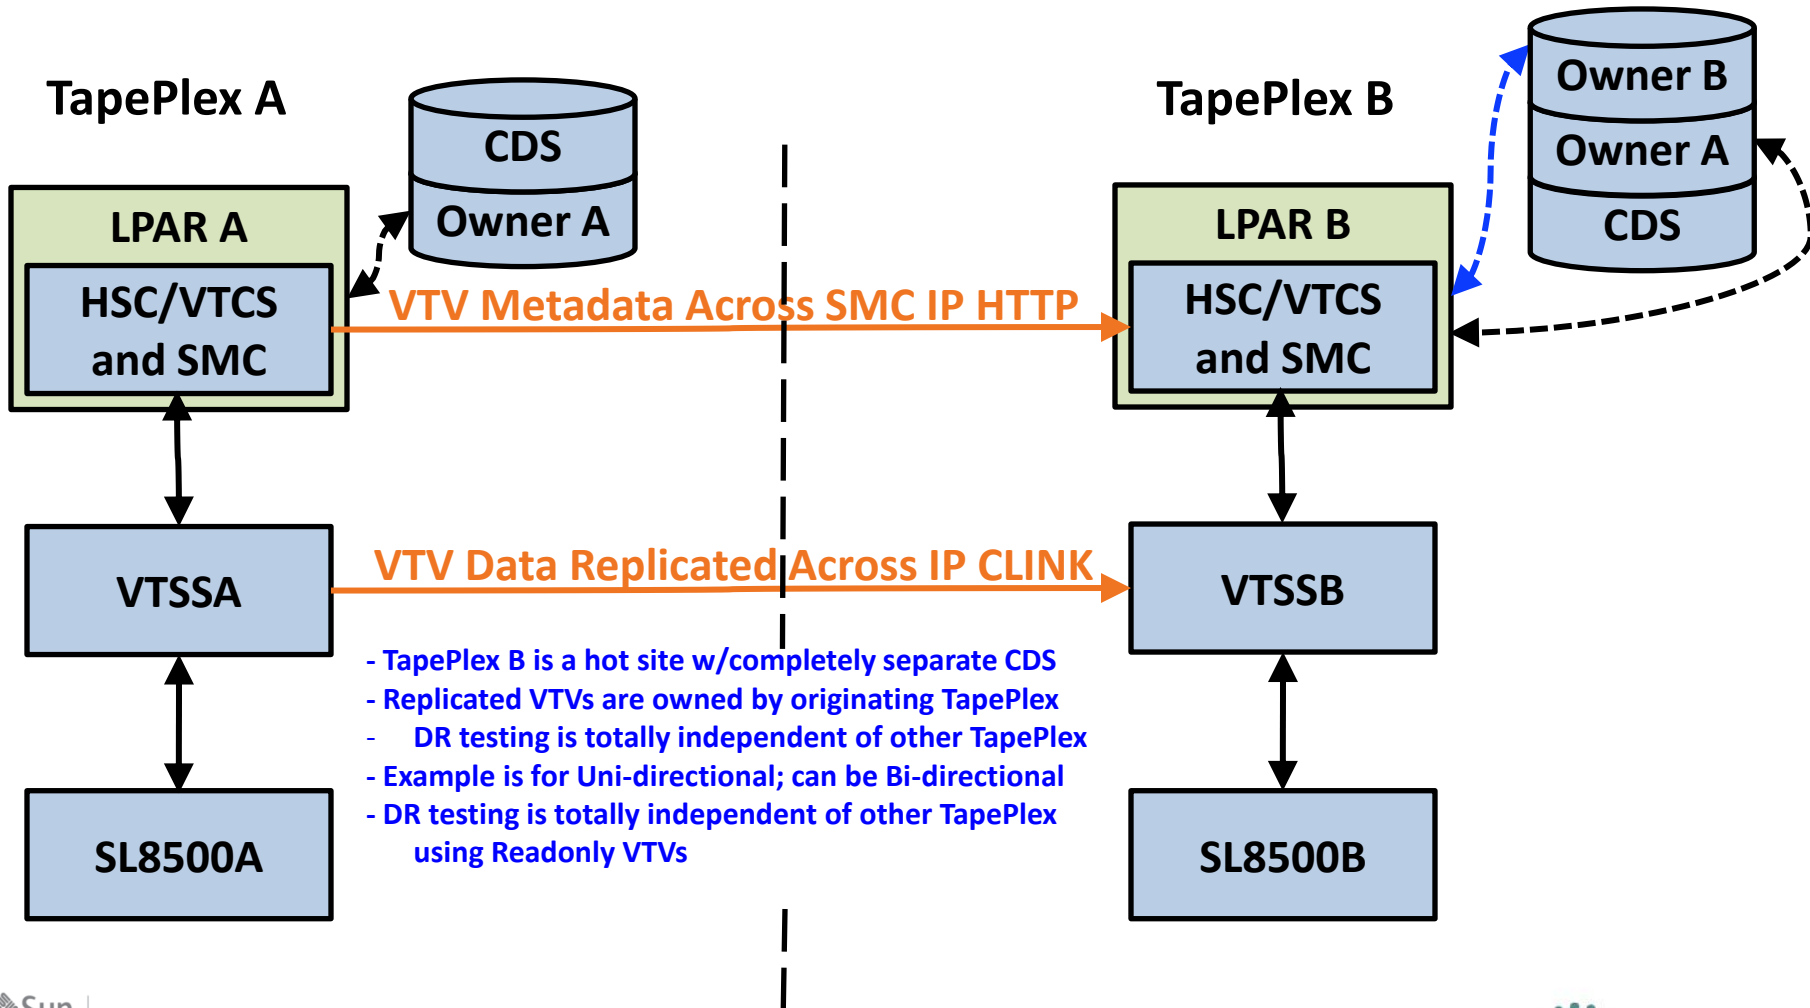 TapePlex A
CDS
Owner A
LPAR A
HSC/VTCS
and SMC
VTSSA
SL8500A
VTV Metadata Across SMC IP HTTP
VTV Data Replicated Across IP CLINK
- TapePlex B is a hot site w/completely separate CDS
- Replicated VTVs are owned by originating TapePlex
- DR testing is totally independent of other TapePlex
- Example is for Uni-directional; can be Bi-directional
- DR testing is totally independent of other TapePlex
using Readonly VTVs
TapePlex B
Owner B
Owner A
CDS
LPAR B
HSC/VTCS
and SMC
VTSSB
SL8500B
Sun